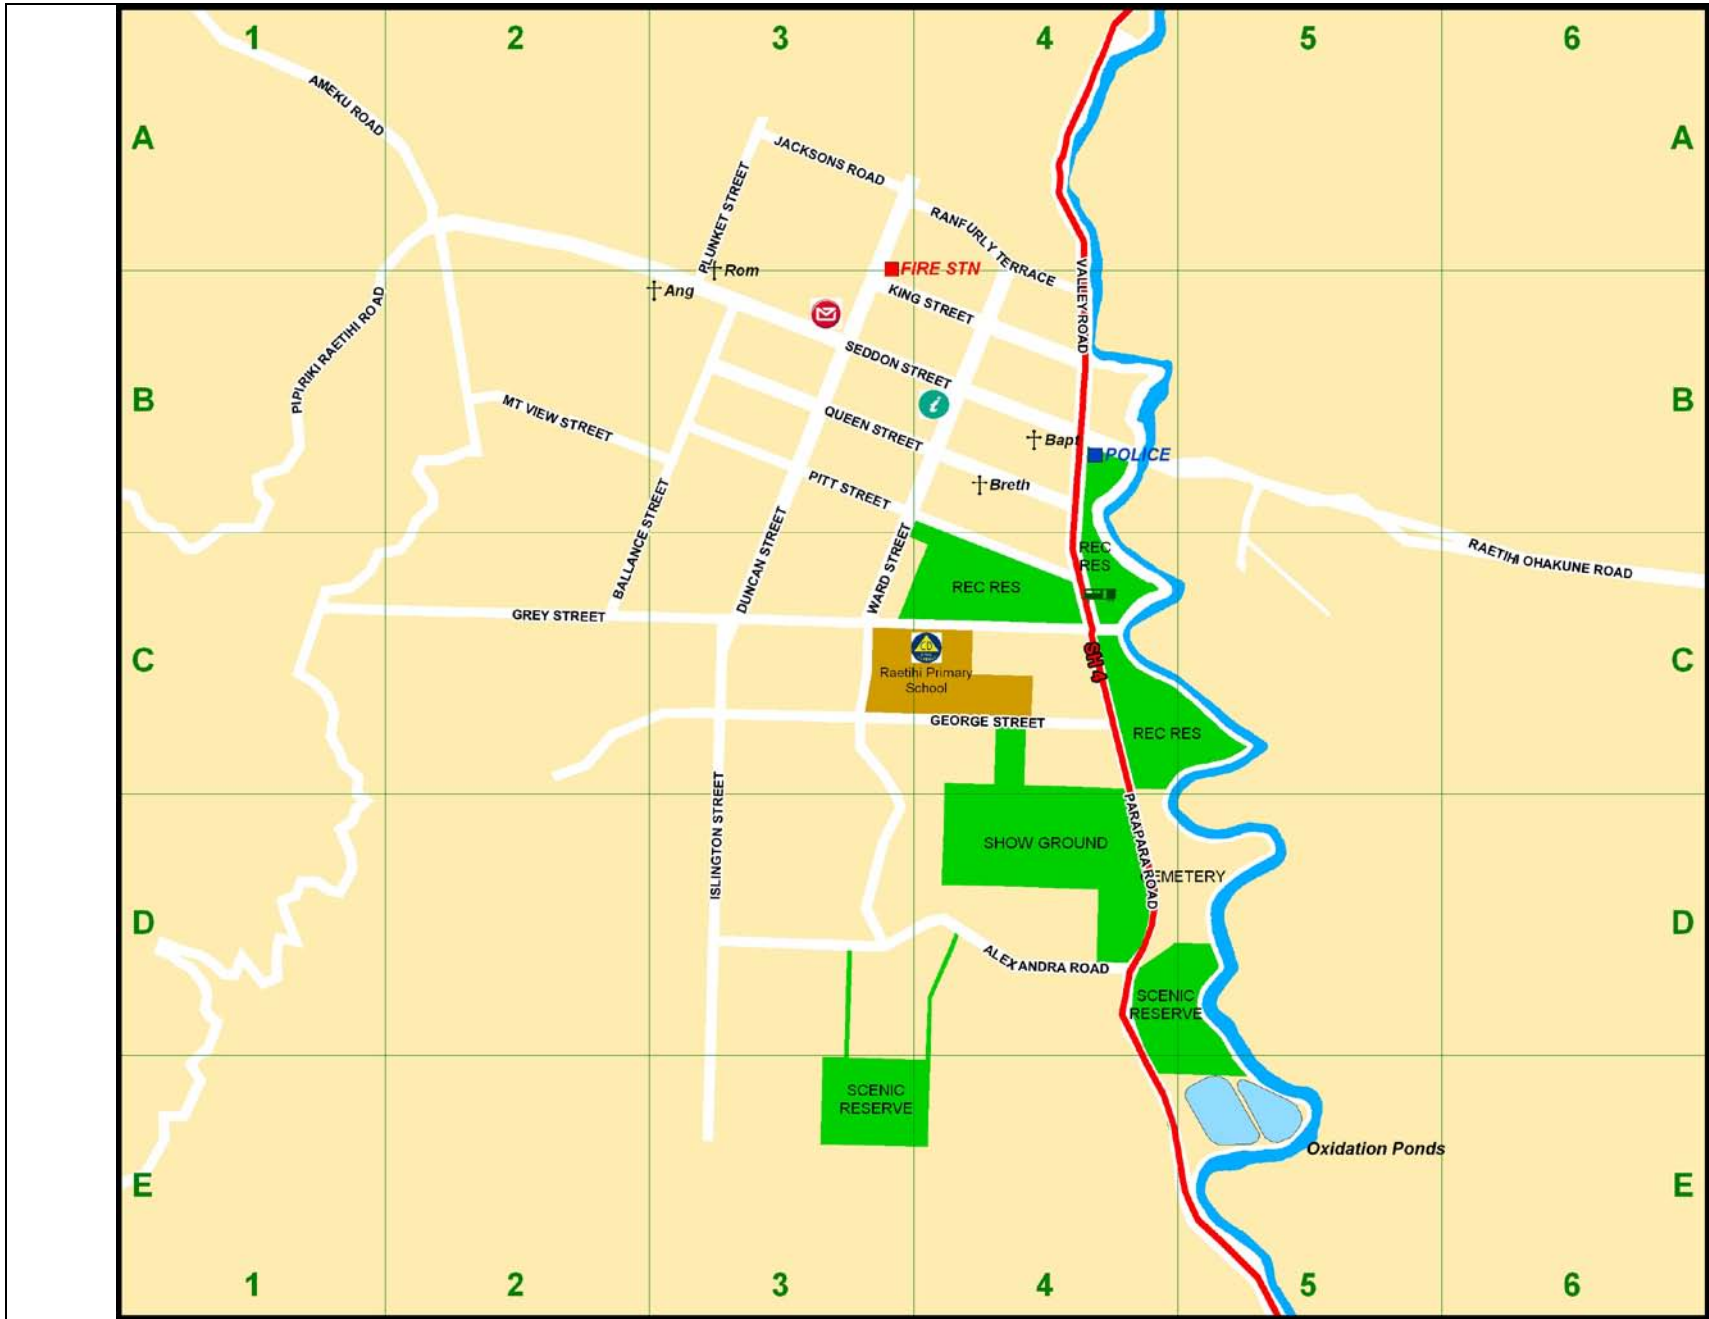 1 2 3 4 5 6
A A
AMEKU ROAD
JACKSONS ROAD
PLUNKET STREET
RANFURLY TERRACE
Rom
FIRE STN
Ang
KING STREET
VALLEY ROAD
PIPIRIKI RAETIHI ROAD
SEDDON STREET
B B
MT VIEW STREET
QUEEN STREET
i
Bapt
POLICE
PITT STREET
Breth
BALLANCE STREET
DUNCAN STREET
WARD STREET
REC
RES
RAETIHI OHAKUNE ROAD
REC RES
GREY STREET
CD
C C
SH 4
Raetihi Primary
School
GEORGE STREET
REC RES
ISLINGTON STREET
PARAPARA ROAD
SHOW GROUND
EMETERY
D D
ALEXANDRA ROAD
SCENIC
RESERVE
SCENIC
RESERVE
Oxidation Ponds
E E
1 2 3 4 5 6